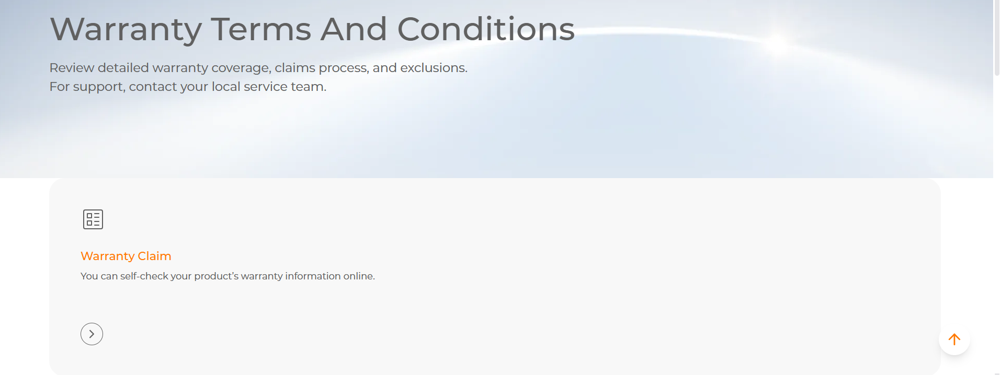 Warranty Terms And Conditions
Review detailed warranty coverage, claims process, and exclusions.
For support, contact your local service team.
Warranty Claim
You can self-check your product’s warranty information online.